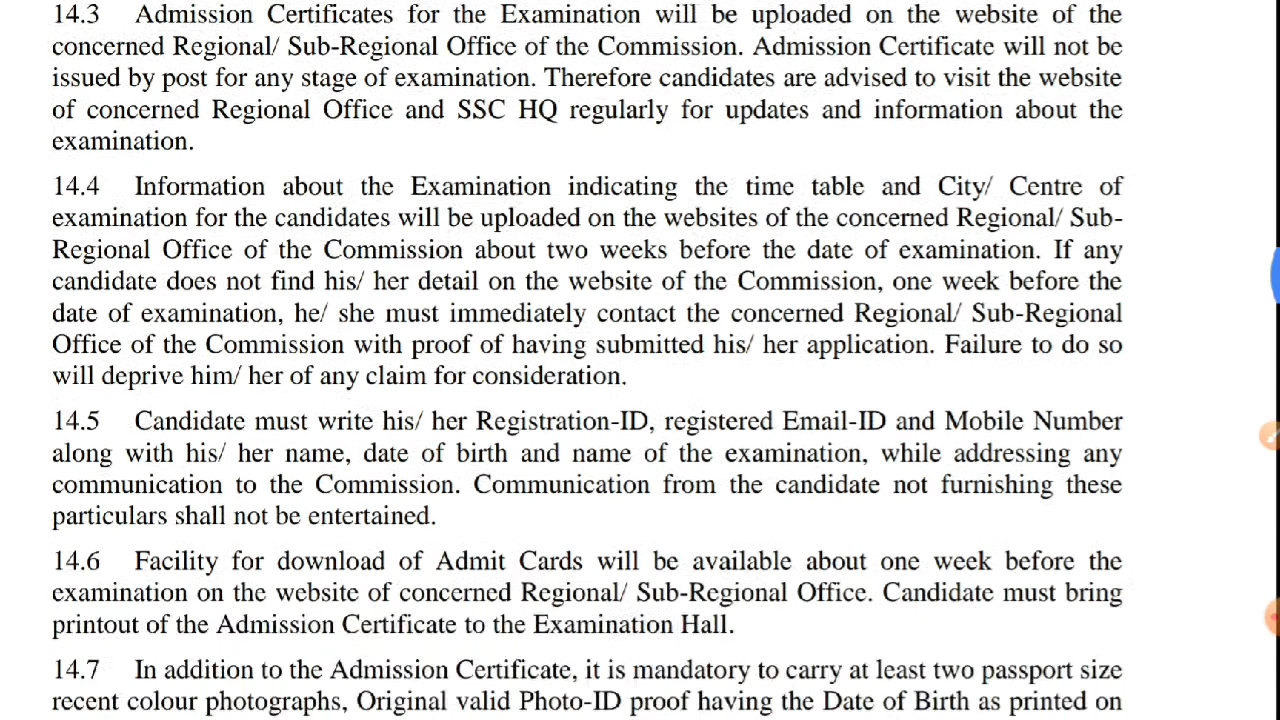 14.3 Admission Certificates for the Examination will be uploaded on the website of the
concerned Regional/ Sub-Regional Office of the Commission. Admission Certificate will not be
issued by post for any stage of examination. Therefore candidates are advised to visit the website
of concerned Regional Office and SSC HQ regularly for updates and information about the
examination.
14.4 Information about the Examination indicating the time table and City/ Centre of
examination for the candidates will be uploaded on the websites of the concerned Regional/ Sub-
Regional Office of the Commission about two weeks before the date of examination. If any
candidate does not find his/ her detail on the website of the Commission, one week before the
date of examination, he/ she must immediately contact the concerned Regional/ Sub-Regional
Office of the Commission with proof of having submitted his/ her application. Failure to do so
will deprive him/ her of any claim for consideration.
14.5 Candidate must write his/ her Registration-ID, registered Email-ID and Mobile Number
along with his/ her name, date of birth and name of the examination, while addressing any
communication to the Commission. Communication from the candidate not furnishing these
particulars shall not be entertained.
14.6 Facility for download of Admit Cards will be available about one week before the
examination on the website of concerned Regional/ Sub-Regional Office. Candidate must bring
printout of the Admission Certificate to the Examination Hall.
14.7 In addition to the Admission Certificate, it is mandatory to carry at least two passport size
recent colour photographs, Original valid Photo-ID proof having the Date of Birth as printed on